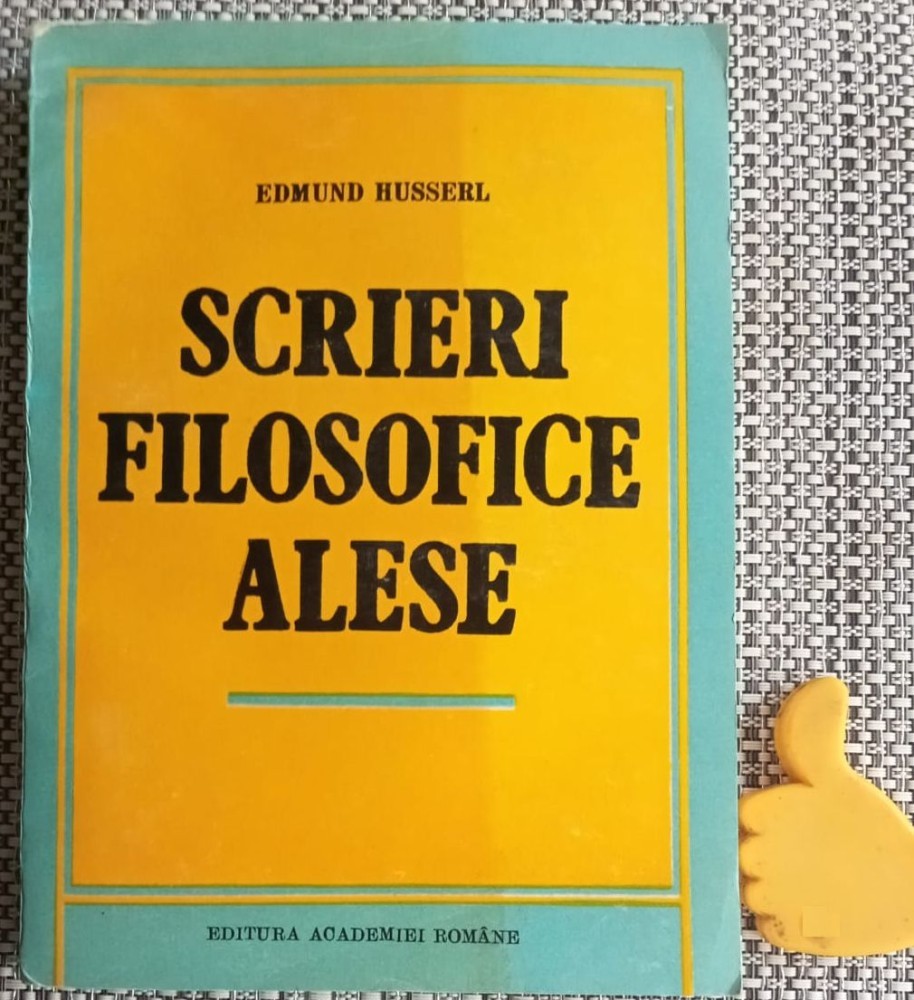 EDMUND HUSSERL
SCRIERI
FILOSOFICE
ALESE
EDITURA ACADEMIEI ROMÂNE